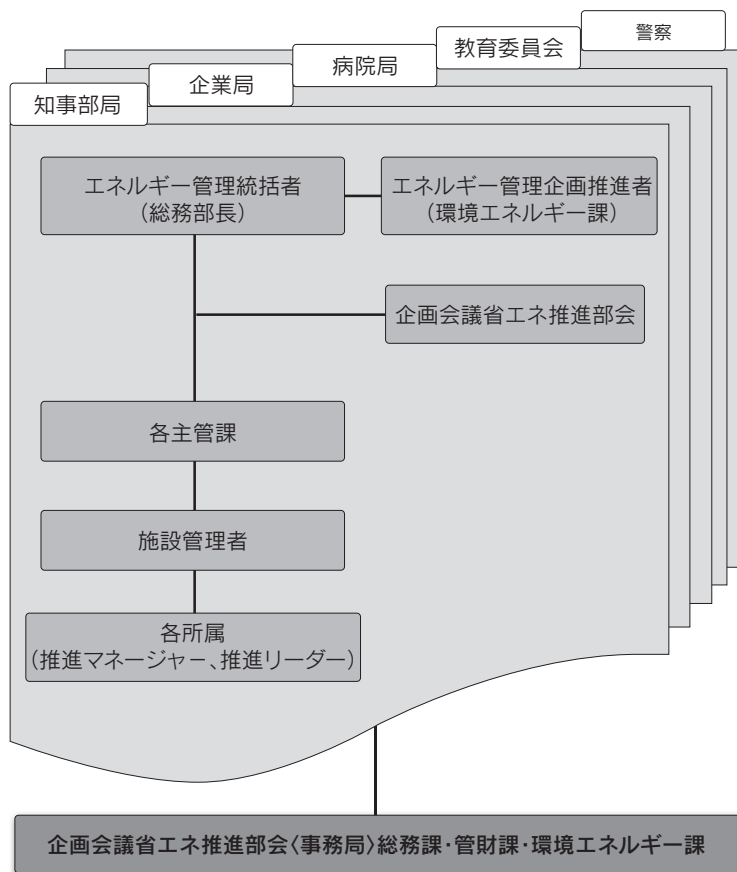 警察
教育委員会
病院局
企業局
知事部局
エネルギー管理統括者
(総務部長)
エネルギー管理企画推進者
(環境エネルギー課)
企画会議省エネ推進部会
各主管課
施設管理者
各所属
(推進マネージャー、推進リーダー)
企画会議省エネ推進部会〈事務局〉総務課・管財課・環境エネルギー課